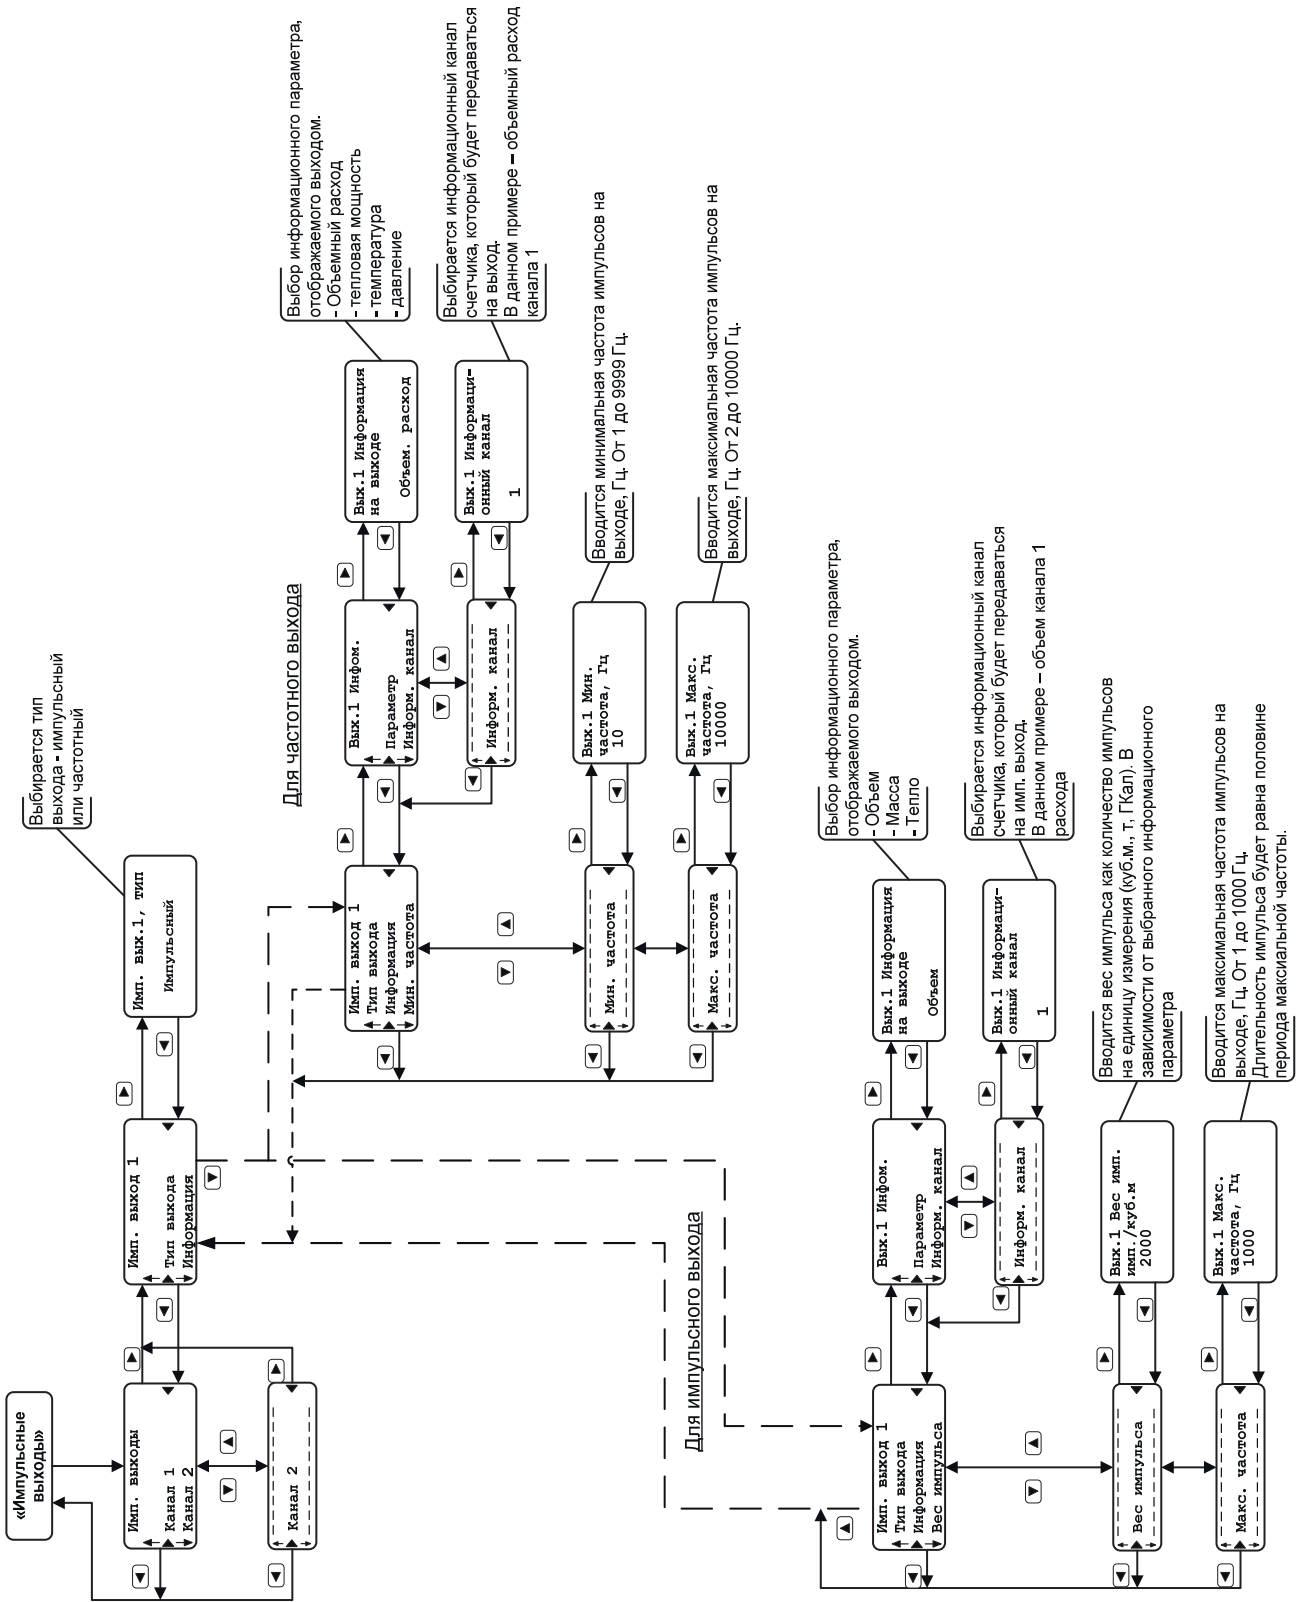 «Импульсные
выходы»
Имп. выходы
Канал 1
Канал 2
Канал 2
Имп. выход 1
Тип выхода
Информация
Имп. вых.1, тип
Импульсный
Выбирается тип
выхода - импульсный
или частотный
Для частотного выхода
Имп. выход 1
Тип выхода
Информация
Мин. частота
Вых.1 Инфом.
Параметр
Информ. канал
Вых.1 Информация
на выходе
Объем. расход
Выбор информационного параметра,
отображаемого выходом.
- Объемный расход
- тепловая мощность
- температура
- давление
Информ. канал
Вых.1 Информаци-
онный канал
1
Выбирается информационный канал
счетчика, который будет передаваться
на выход.
В данном примере – объемный расход
канала 1
Мин. частота
Вых.1 Мин.
частота, Гц
10
Вводится минимальная частота импульсов на
выходе, Гц. От 1 до 9999 Гц.
Макс. частота
Вых.1 Макс.
частота, Гц
10000
Вводится максимальная частота импульсов на
выходе, Гц. От 2 до 10000 Гц.
Для импульсного выхода
Имп. выход 1
Тип выхода
Информация
Вес импульса
Вых.1 Инфом.
Параметр
Информ. канал
Вых.1 Информация
на выходе
Объем
Выбор информационного параметра,
отображаемого выходом.
- Объем
- Масса
- Тепло
Информ. канал
Вых.1 Информаци-
онный канал
1
Выбирается информационный канал
счетчика, который будет передаваться
на имп. выход.
В данном примере – объем канала 1
расхода
Вес импульса
Вых.1 Вес имп.
имп./куб.м
2000
Вводится вес импульса как количество импульсов
на единицу измерения (куб.м., т, ГКал). В
зависимости от выбранного информационного
параметра
Макс. частота
Вых.1 Макс.
частота, Гц
1000
Вводится максимальная частота импульсов на
выходе, Гц. От 1 до 1000 Гц.
Длительность импульса будет равна половине
периода максиальной частоты.